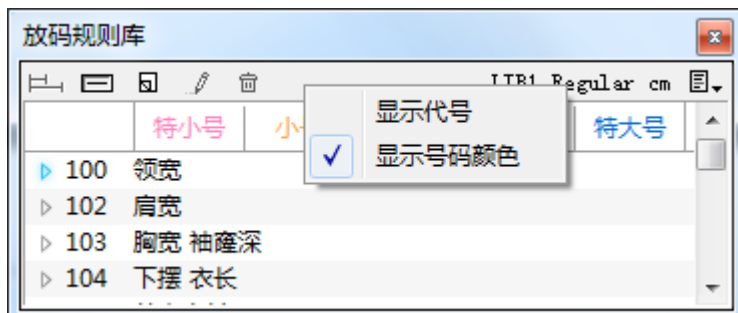 放码规则库
Regular cm
显示代号
特小号 特大号
显示号码颜色
100 领宽
102 肩宽
103 胸宽 袖窿深
104 下摆 衣长